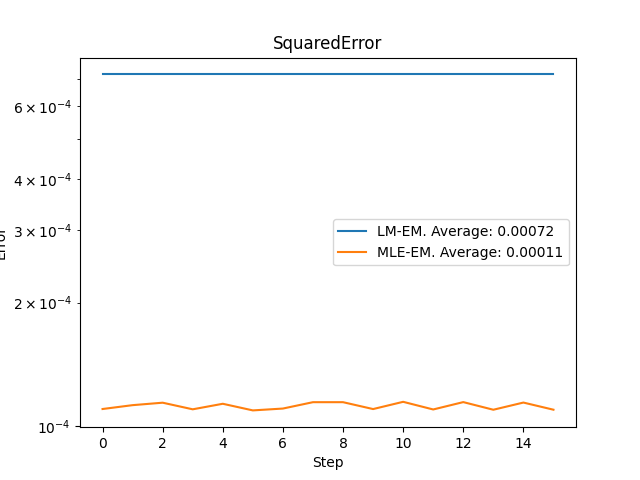 SquaredError
6 × 10⁻⁴
4 × 10⁻⁴
3 × 10⁻⁴
2 × 10⁻⁴
10⁻⁴
Error
LM-EM. Average: 0.00072
MLE-EM. Average: 0.00011
0 2 4 6 8 10 12 14
Step